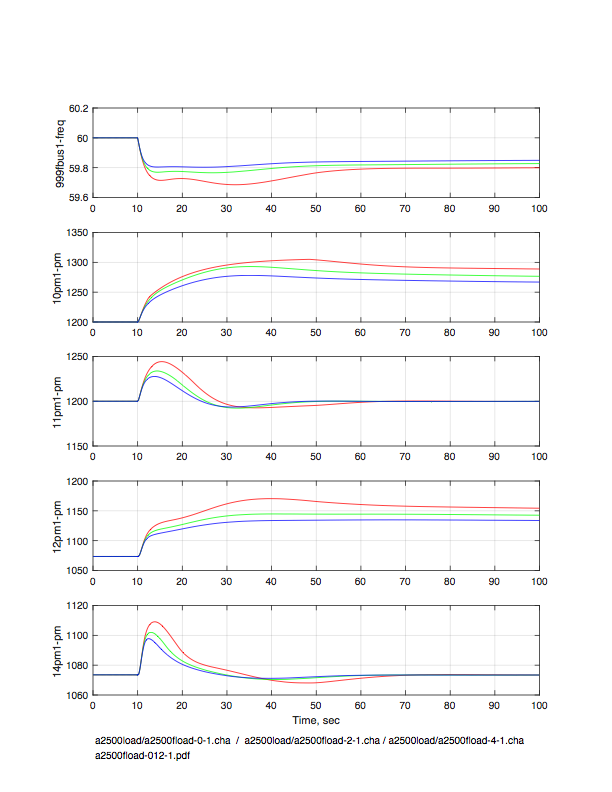 999fbus1-freq
60.2
60
59.8
59.6
0 10 20 30 40 50 60 70 80 90 100
10pm1-pm
1350
1300
1250
1200
0 10 20 30 40 50 60 70 80 90 100
11pm1-pm
1250
1200
1150
0 10 20 30 40 50 60 70 80 90 100
12pm1-pm
1200
1150
1100
1050
0 10 20 30 40 50 60 70 80 90 100
14pm1-pm
1120
1100
1080
1060
0 10 20 30 40 50 60 70 80 90 100
Time, sec
a2500load/a2500fload-0-1.cha / a2500load/a2500fload-2-1.cha / a2500load/a2500fload-4-1.cha
a2500fload-012-1.pdf